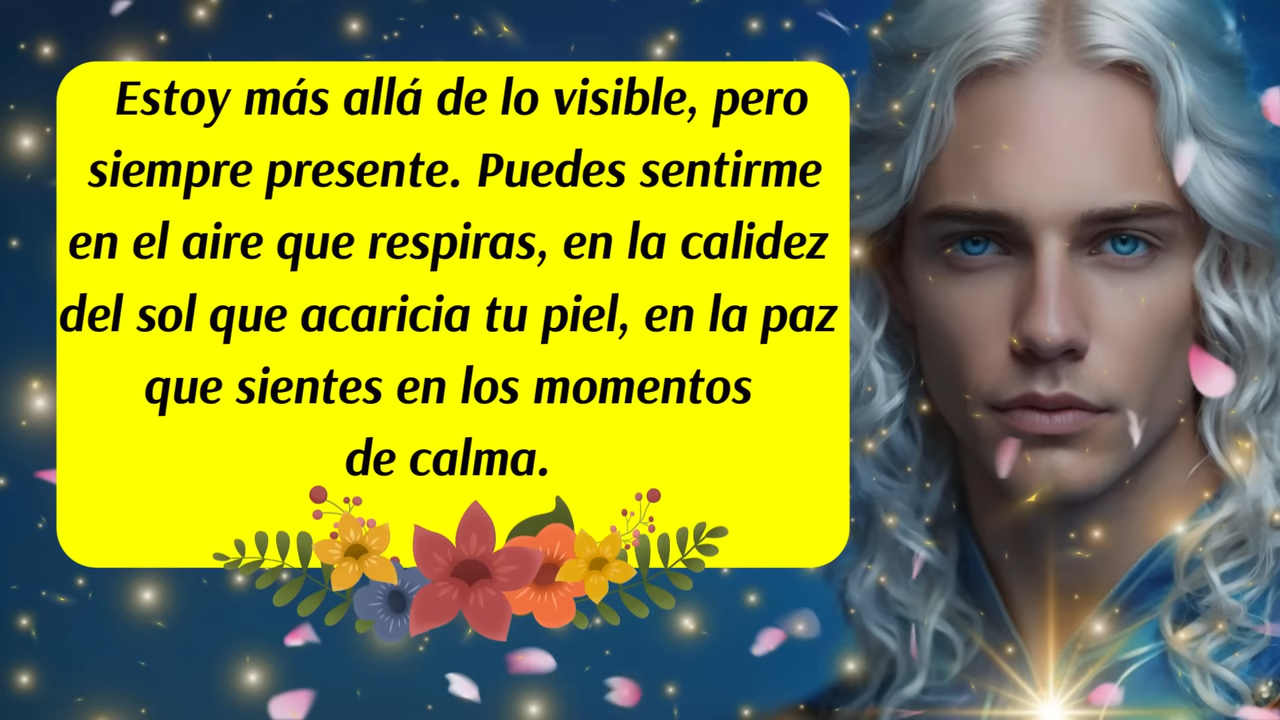 Estoy más allá de lo visible, pero
siempre presente. Puedes sentirme
en el aire que respiras, en la calidez
del sol que acaricia tu piel, en la paz
que sientes en los momentos
de calma.